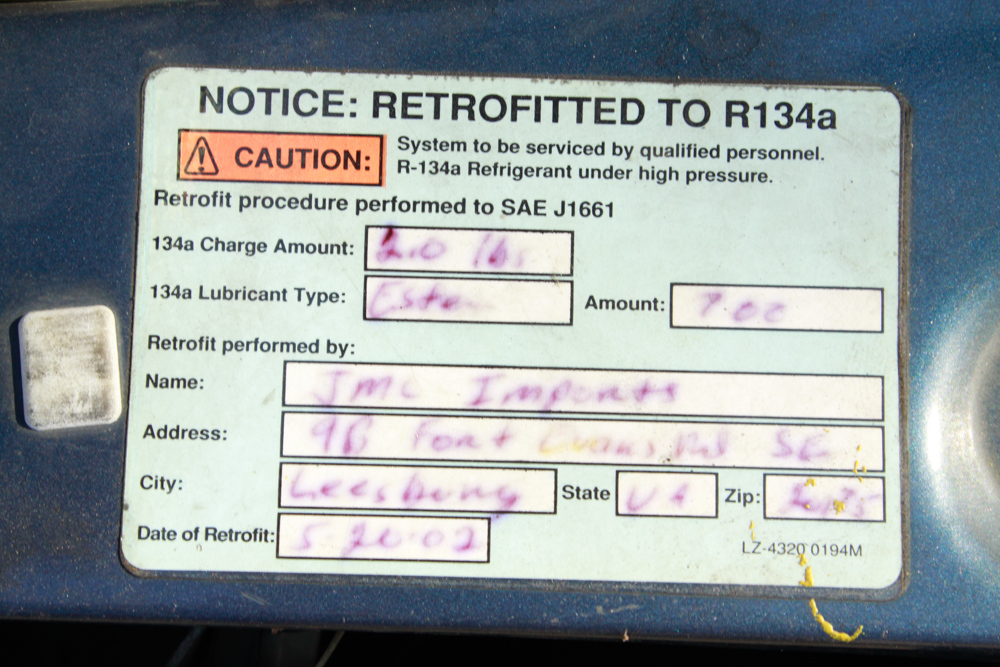 NOTICE: RETROFITTED TO R134a
CAUTION:
System to be serviced by qualified personnel.
R-134a Refrigerant under high pressure.
Retrofit procedure performed to SAE J1661
134a Charge Amount: 2.0 lbs
134a Lubricant Type: Ester Amount:
Retrofit performed by:
Name: JMC Imports
Address: 9B Fort Evans Rd SE
City: Leesburg State VA Zip:
Date of Retrofit: 5.20.02
LZ-4320 0194M